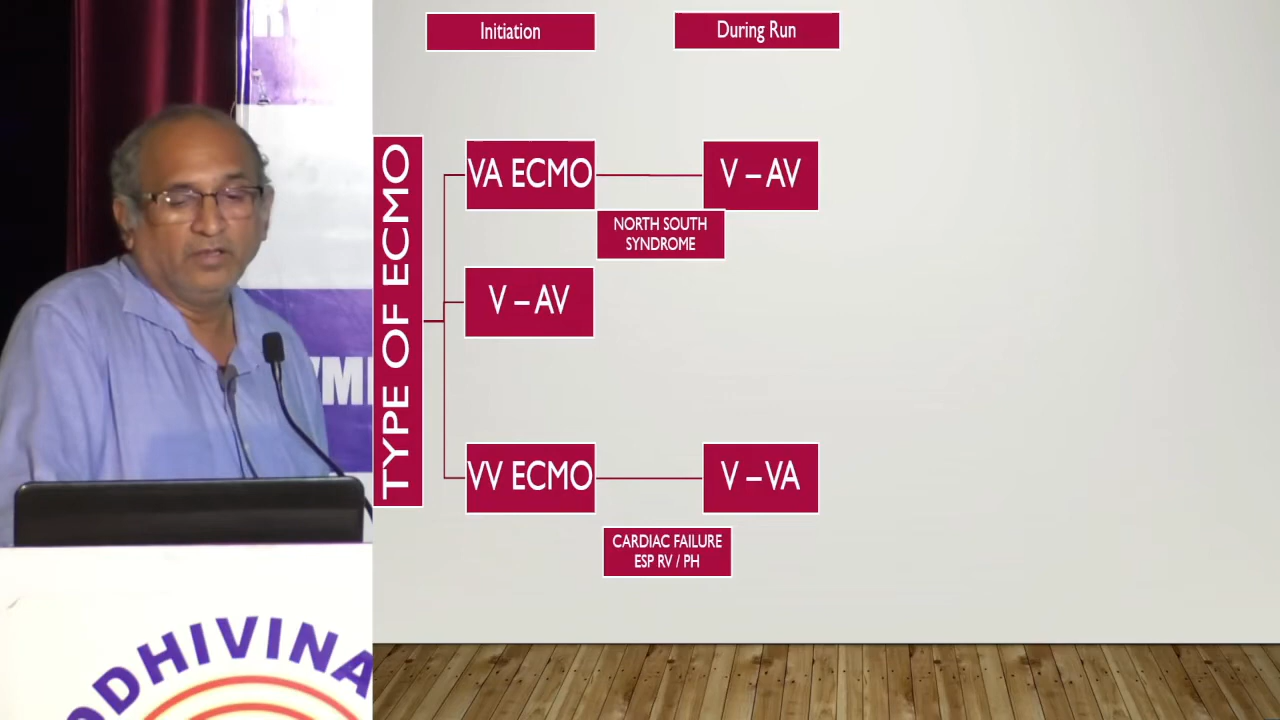 Initiation
During Run
TYPE OF ECMO
VA ECMO
V – AV
NORTH SOUTH
SYNDROME
V – AV
VV ECMO
V – VA
CARDIAC FAILURE
ESP RV / PH